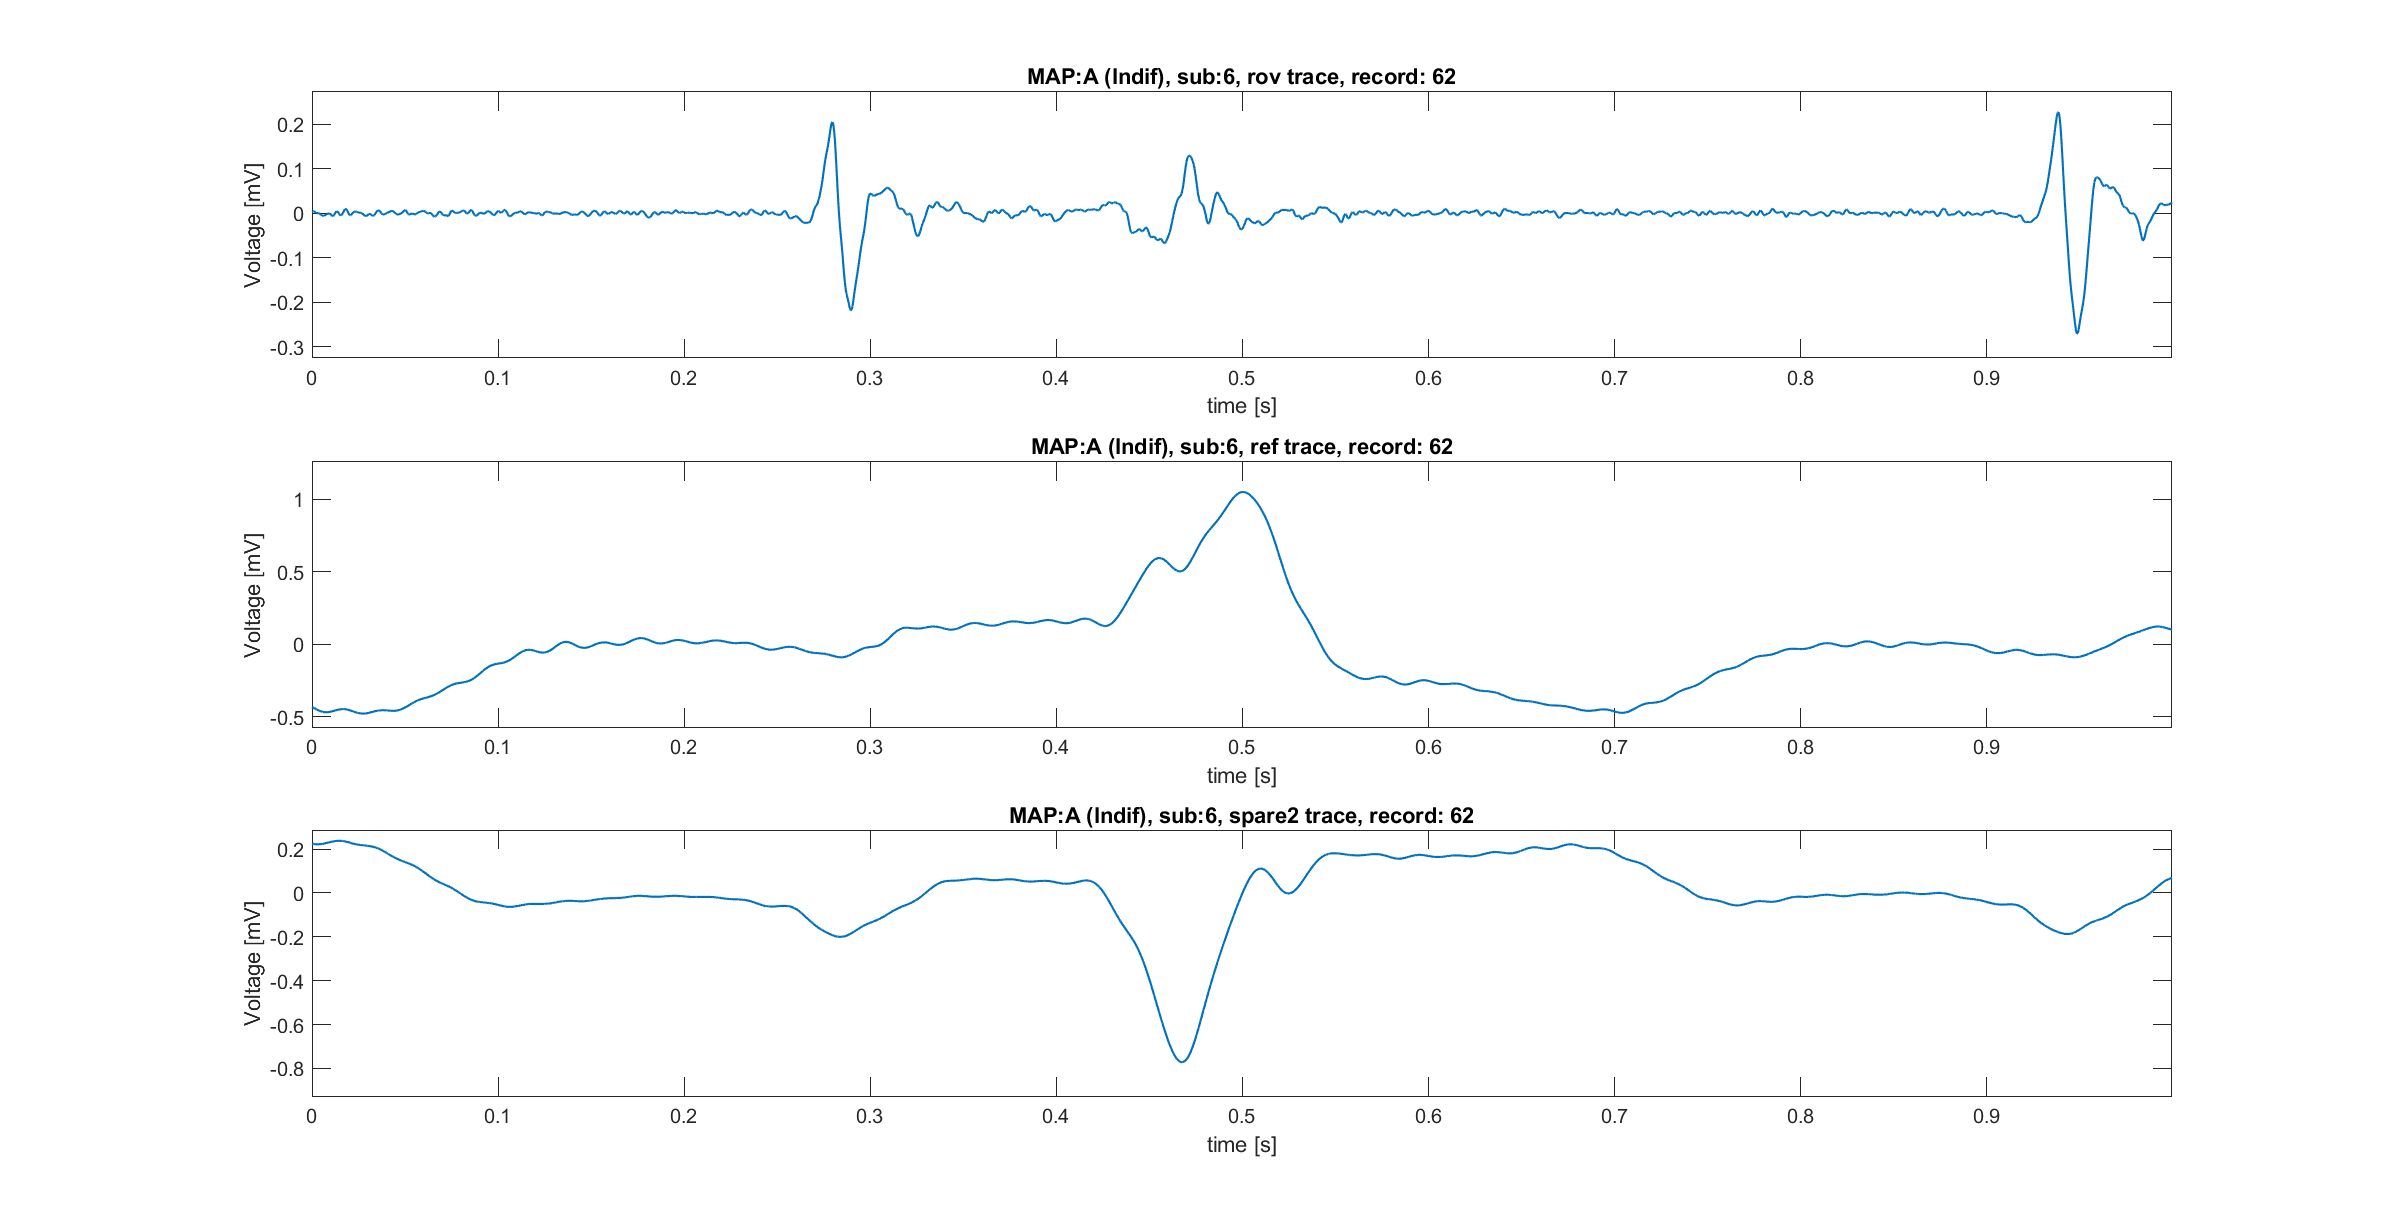 MAP:A (Indif), sub:6, rov trace, record: 62
Voltage [mV]
0.2
0.1
0
-0.1
-0.2
-0.3
0 0.1 0.2 0.3 0.4 0.5 0.6 0.7 0.8 0.9
time [s]
MAP:A (Indif), sub:6, ref trace, record: 62
Voltage [mV]
1
0.5
0
-0.5
0 0.1 0.2 0.3 0.4 0.5 0.6 0.7 0.8 0.9
time [s]
MAP:A (Indif), sub:6, spare2 trace, record: 62
Voltage [mV]
0.2
0
-0.2
-0.4
-0.6
-0.8
0 0.1 0.2 0.3 0.4 0.5 0.6 0.7 0.8 0.9
time [s]